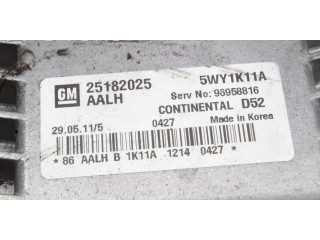 GM 25182025 5WY1K11A
AALH Serv No: 96958816
CONTINENTAL D52
29.05.11/5 0427 Made in Korea
* 86 AALH B 1K11A 1214 0427 *